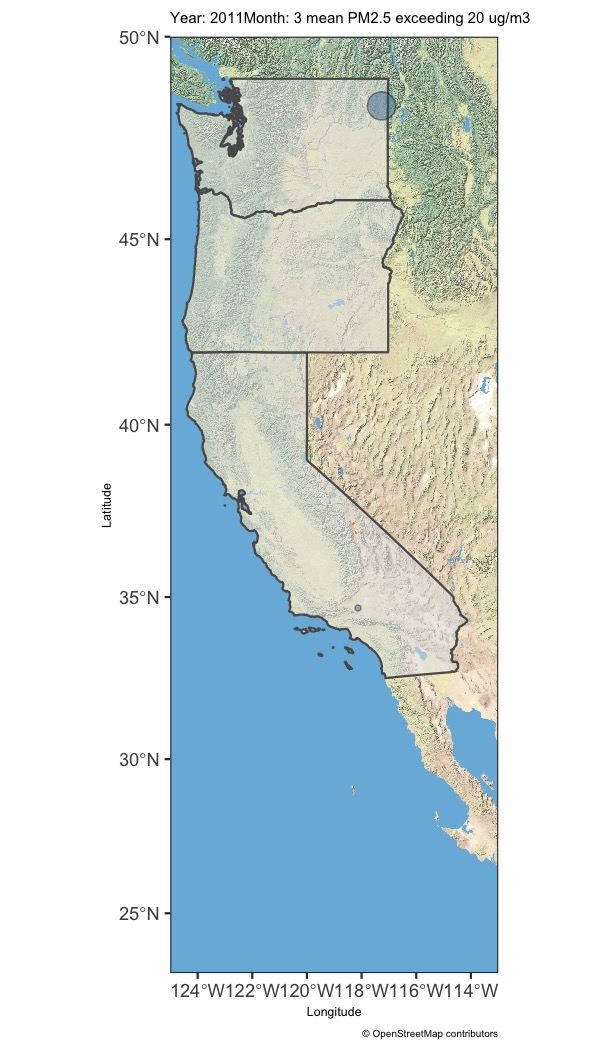 Year: 2011Month: 3 mean PM2.5 exceeding 20 ug/m3
50°N
45°N
40°N
Latitude
35°N
30°N
25°N
124°W122°W120°W118°W116°W114°W
Longitude
© OpenStreetMap contributors